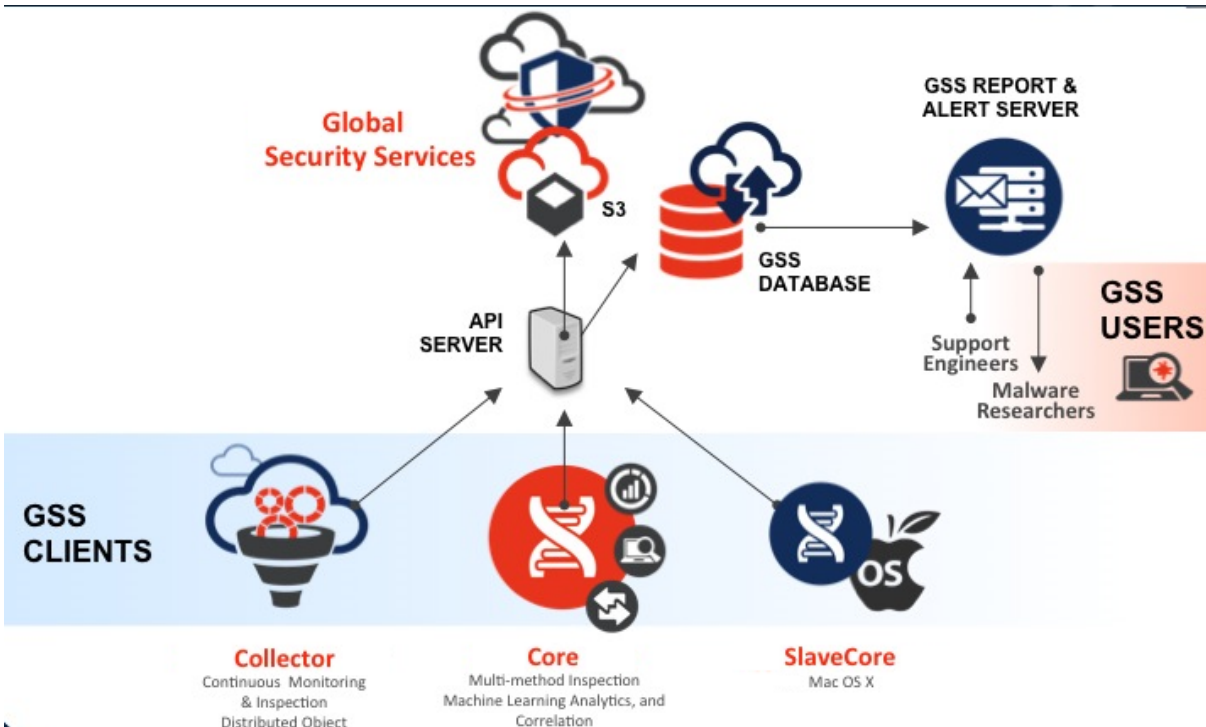 Global
Security Services
S3
GSS REPORT &
ALERT SERVER
GSS
DATABASE
API
SERVER
GSS
USERS
Support
Engineers
Malware
Researchers
GSS
CLIENTS
OS
Collector
Continuous Monitoring
& Inspection
Distributed Object
Core
Multi-method Inspection
Machine Learning Analytics, and
Correlation
SlaveCore
Mac OS X